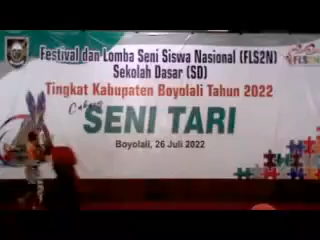 Festival dan Lomba Seni Siswa Nasional (FLS2N)
Sekolah Dasar (SD)
Tingkat Kabupaten Boyolali Tahun 2022
Cabang
SENI TARI
Boyolali, 26 Juli 2022
FLS2N